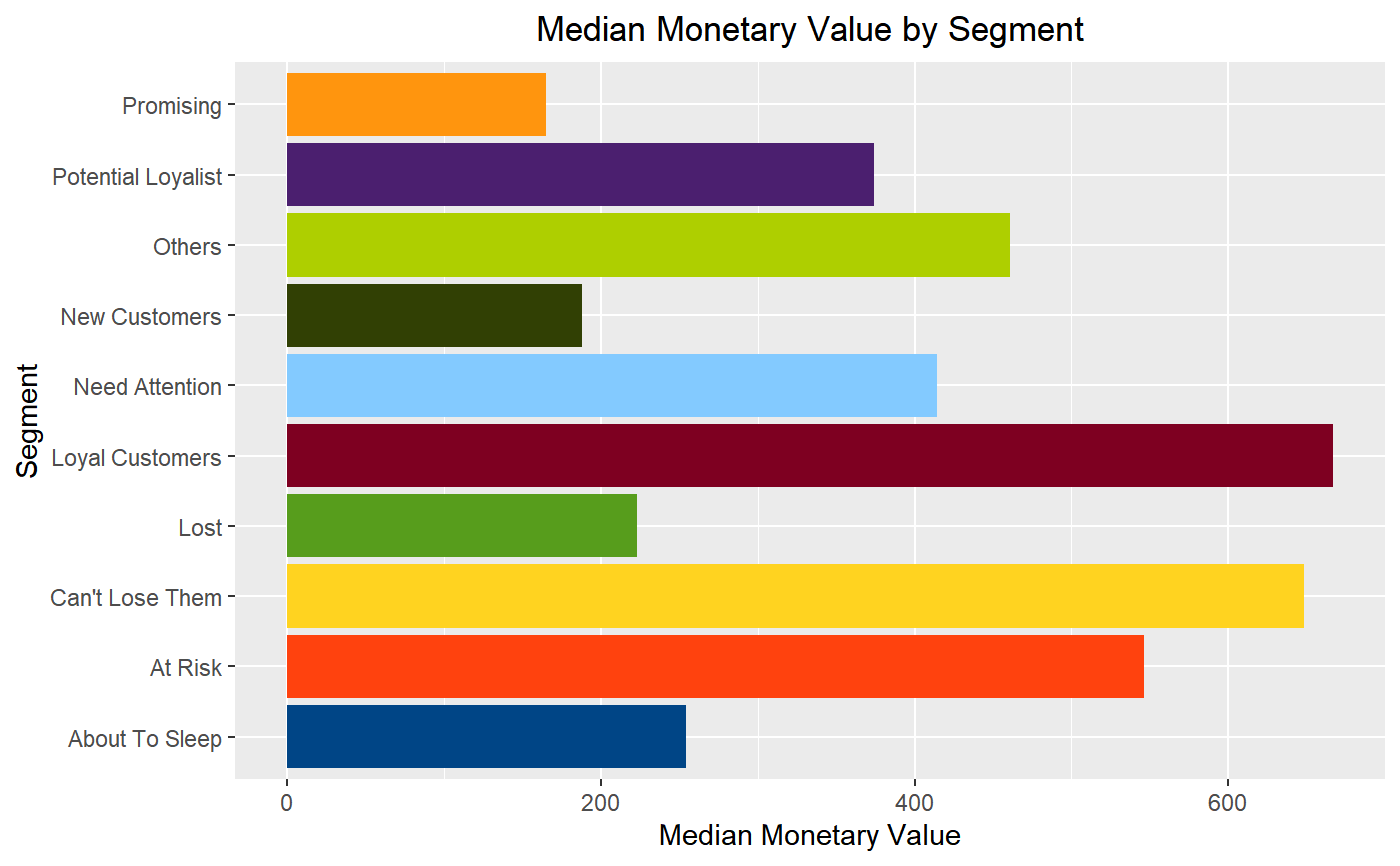 Median Monetary Value by Segment
Promising
Potential Loyalist
Others
New Customers
Need Attention
Loyal Customers
Lost
Can't Lose Them
At Risk
About To Sleep
Segment
0 200 400 600
Median Monetary Value